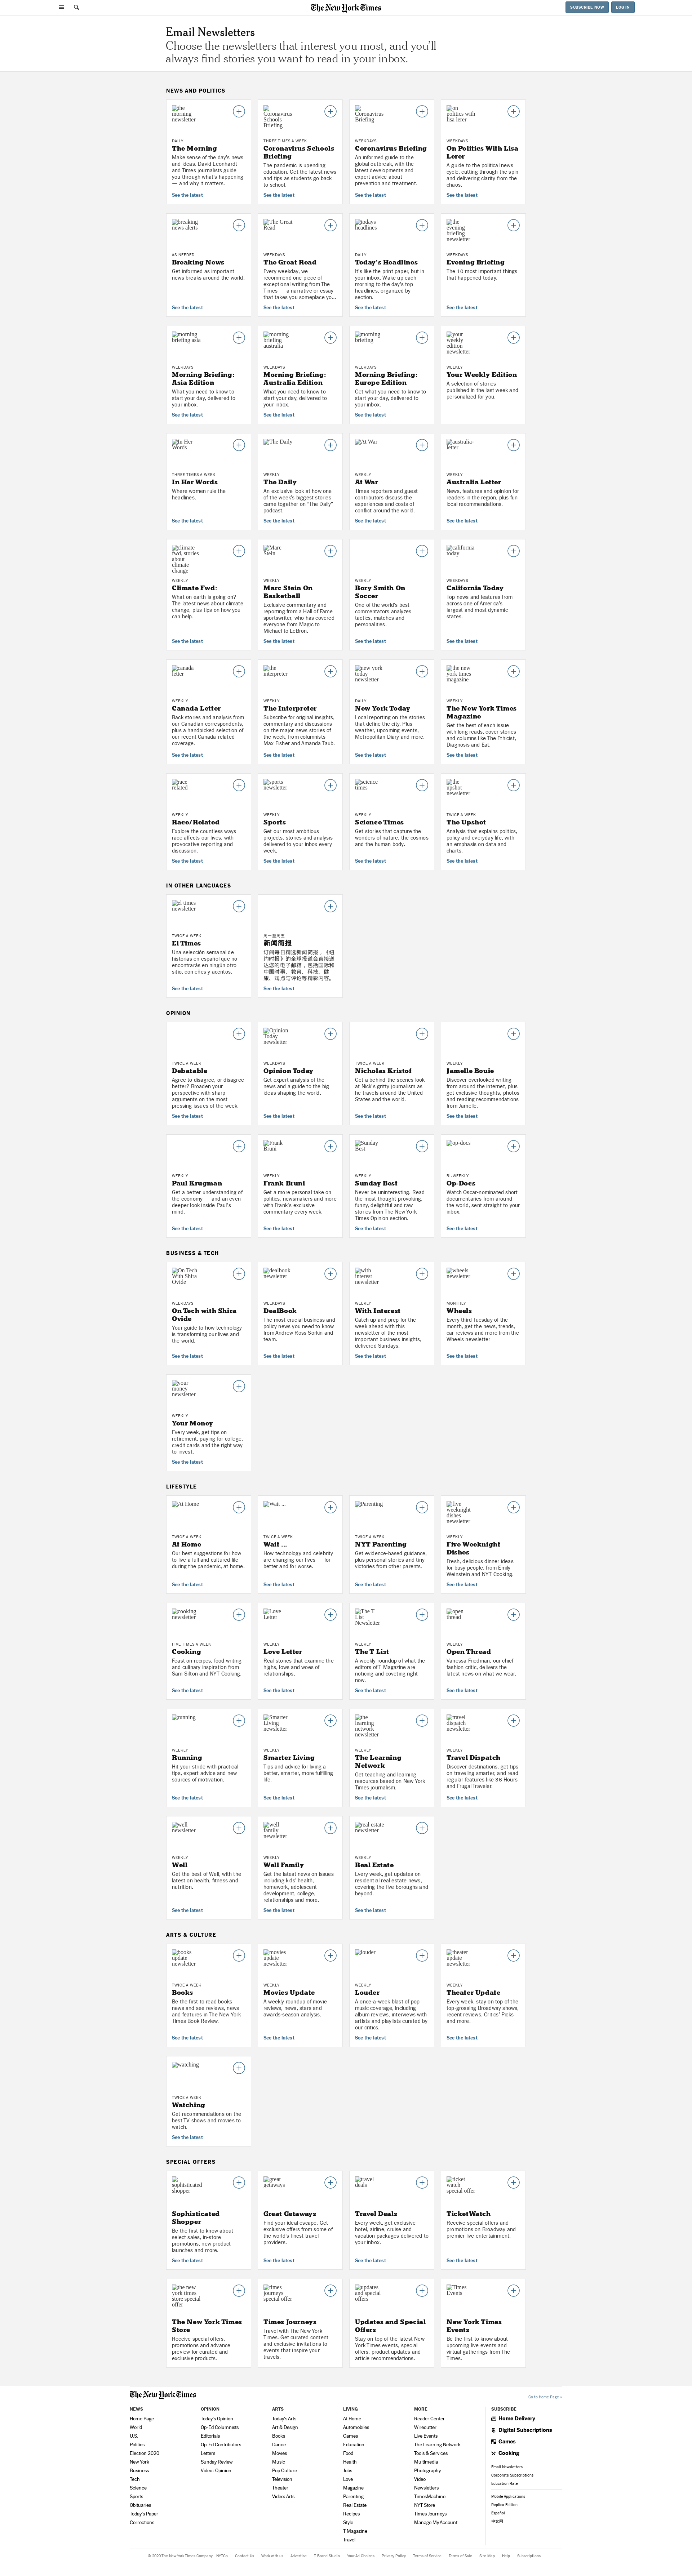 The New York Times
SUBSCRIBE NOW
LOG IN
Email Newsletters
Choose the newsletters that interest you most, and you'll
always find stories you want to read in your inbox.
NEWS AND POLITICS
the
morning
newsletter
DAILY
The Morning
Make sense of the day's news
and ideas. David Leonhardt
and Times journalists guide
you through what's happening
— and why it matters.
See the latest
Coronavirus
Schools
Briefing
THREE TIMES A WEEK
Coronavirus Schools
Briefing
The pandemic is upending
education. Get the latest news
and tips as students go back
to school.
See the latest
Coronavirus
Briefing
WEEKDAYS
Coronavirus Briefing
An informed guide to the
global outbreak, with the
latest developments and
expert advice about
prevention and treatment.
See the latest
on
politics with
lisa lerer
WEEKDAYS
On Politics With Lisa
Lerer
A guide to the political news
cycle, cutting through the spin
and delivering clarity from the
chaos.
See the latest
breaking
news alerts
AS NEEDED
Breaking News
Get informed as important
news breaks around the world.
See the latest
The Great
Read
WEEKDAYS
The Great Read
Every weekday, we
recommend one piece of
exceptional writing from The
Times — a narrative or essay
that takes you someplace yo...
See the latest
todays
headlines
DAILY
Today's Headlines
It's like the print paper, but in
your inbox. Wake up each
morning to the day's top
headlines, organized by
section.
See the latest
the
evening
briefing
newsletter
WEEKDAYS
Evening Briefing
The 10 most important things
that happened today.
See the latest
morning
briefing asia
WEEKDAYS
Morning Briefing:
Asia Edition
What you need to know to
start your day, delivered to
your inbox.
See the latest
morning
briefing
australia
WEEKDAYS
Morning Briefing:
Australia Edition
What you need to know to
start your day, delivered to
your inbox.
See the latest
morning
briefing
WEEKDAYS
Morning Briefing:
Europe Edition
Get what you need to know to
start your day, delivered to
your inbox.
See the latest
your
weekly
edition
newsletter
WEEKLY
Your Weekly Edition
A selection of stories
published in the last week and
personalized for you.
In Her
Words
THREE TIMES A WEEK
In Her Words
Where women rule the
headlines.
See the latest
The Daily
WEEKLY
The Daily
An exclusive look at how one
of the week's biggest stories
came together on "The Daily"
podcast.
See the latest
At War
WEEKLY
At War
Times reporters and guest
contributors discuss the
experiences and costs of
conflict around the world.
See the latest
australia-
letter
WEEKLY
Australia Letter
News, features and opinion for
readers in the region, plus fun
local recommendations.
See the latest
climate
fwd, stories
about
climate
change
WEEKLY
Climate Fwd:
What on earth is going on?
The latest news about climate
change, plus tips on how you
can help.
See the latest
Marc
Stein
WEEKLY
Marc Stein On
Basketball
Exclusive commentary and
reporting from a Hall of Fame
sportswriter, who has covered
everyone from Magic to
Michael to LeBron.
See the latest
WEEKLY
Rory Smith On
Soccer
One of the world's best
commentators analyzes
tactics, matches and
personalities.
See the latest
california
today
WEEKDAYS
California Today
Top news and features from
across one of America's
largest and most dynamic
states.
See the latest
canada
letter
WEEKLY
Canada Letter
Back stories and analysis from
our Canadian correspondents,
plus a handpicked selection of
our recent Canada-related
coverage.
See the latest
the
interpreter
WEEKLY
The Interpreter
Subscribe for original insights,
commentary and discussions
on the major news stories of
the week, from columnists
Max Fisher and Amanda Taub.
See the latest
new york
today
newsletter
DAILY
New York Today
Local reporting on the stories
that define the city. Plus
weather, upcoming events,
Metropolitan Diary and more.
See the latest
the new
york times
magazine
WEEKLY
The New York Times
Magazine
Get the best of each issue
with long reads, cover stories
and columns like The Ethicist,
Diagnosis and Eat.
See the latest
race
related
WEEKLY
Race/Related
Explore the countless ways
race affects our lives, with
provocative reporting and
discussion.
See the latest
sports
newsletter
WEEKLY
Sports
Get our most ambitious
projects, stories and analysis
delivered to your inbox every
week.
See the latest
science
times
WEEKLY
Science Times
Get stories that capture the
wonders of nature, the cosmos
and the human body.
See the latest
the
upshot
newsletter
TWICE A WEEK
The Upshot
Analysis that explains politics,
policy and everyday life, with
an emphasis on data and
charts.
See the latest
IN OTHER LANGUAGES
el times
newsletter
TWICE A WEEK
El Times
Una selección semanal de
historias en español que no
encontrarás en ningún otro
sitio, con eñes y acentos.
See the latest
周一至周五
新闻简报
订阅每日精选新闻简报，《纽
约时报》的全球报道会直接送
达您的电子邮箱，包括国际和
中国时事、教育、科技、健
康、观点与评论等精彩内容。
See the latest
OPINION
TWICE A WEEK
Debatable
Agree to disagree, or disagree
better? Broaden your
perspective with sharp
arguments on the most
pressing issues of the week.
See the latest
Opinion
Today
newsletter
WEEKDAYS
Opinion Today
Get expert analysis of the
news and a guide to the big
ideas shaping the world.
See the latest
TWICE A WEEK
Nicholas Kristof
Get a behind-the-scenes look
at Nick's gritty journalism as
he travels around the United
States and the world.
See the latest
WEEKLY
Jamelle Bouie
Discover overlooked writing
from around the internet, plus
get exclusive thoughts, photos
and reading recommendations
from Jamelle.
See the latest
WEEKLY
Paul Krugman
Get a better understanding of
the economy — and an even
deeper look inside Paul's
mind.
See the latest
Frank
Bruni
WEEKLY
Frank Bruni
Get a more personal take on
politics, newsmakers and more
with Frank's exclusive
commentary every week.
See the latest
Sunday
Best
WEEKLY
Sunday Best
Never be uninteresting. Read
the most thought-provoking,
funny, delightful and raw
stories from The New York
Times Opinion section.
See the latest
op-docs
BI-WEEKLY
Op-Docs
Watch Oscar-nominated short
documentaries from around
the world, sent straight to your
inbox.
See the latest
BUSINESS & TECH
On Tech
With Shira
Ovide
WEEKDAYS
On Tech with Shira
Ovide
Your guide to how technology
is transforming our lives and
the world.
See the latest
dealbook
newsletter
WEEKDAYS
DealBook
The most crucial business and
policy news you need to know
from Andrew Ross Sorkin and
team.
See the latest
with
interest
newsletter
WEEKLY
With Interest
Catch up and prep for the
week ahead with this
newsletter of the most
important business insights,
delivered Sundays.
See the latest
wheels
newsletter
MONTHLY
Wheels
Every third Tuesday of the
month, get the news, trends,
car reviews and more from the
Wheels newsletter
See the latest
your
money
newsletter
WEEKLY
Your Money
Every week, get tips on
retirement, paying for college,
credit cards and the right way
to invest.
See the latest
LIFESTYLE
At Home
TWICE A WEEK
At Home
Our best suggestions for how
to live a full and cultured life
during the pandemic, at home.
See the latest
Wait ...
TWICE A WEEK
Wait ...
How technology and celebrity
are changing our lives — for
better and for worse.
See the latest
Parenting
TWICE A WEEK
NYT Parenting
Get evidence-based guidance,
plus personal stories and tiny
victories from other parents.
See the latest
five
weeknight
dishes
newsletter
WEEKLY
Five Weeknight
Dishes
Fresh, delicious dinner ideas
for busy people, from Emily
Weinstein and NYT Cooking.
See the latest
cooking
newsletter
FIVE TIMES A WEEK
Cooking
Feast on recipes, food writing
and culinary inspiration from
Sam Sifton and NYT Cooking.
See the latest
Love
Letter
WEEKLY
Love Letter
Real stories that examine the
highs, lows and woes of
relationships.
See the latest
The T
List
Newsletter
WEEKLY
The T List
A weekly roundup of what the
editors of T Magazine are
noticing and coveting right
now.
See the latest
open
thread
WEEKLY
Open Thread
Vanessa Friedman, our chief
fashion critic, delivers the
latest news on what we wear.
See the latest
running
WEEKLY
Running
Hit your stride with practical
tips, expert advice and new
sources of motivation.
See the latest
Smarter
Living
newsletter
WEEKLY
Smarter Living
Tips and advice for living a
better, smarter, more fulfilling
life.
See the latest
the
learning
network
newsletter
WEEKLY
The Learning
Network
Get teaching and learning
resources based on New York
Times journalism.
See the latest
travel
dispatch
newsletter
WEEKLY
Travel Dispatch
Discover destinations, get tips
on traveling smarter, and read
regular features like 36 Hours
and Frugal Traveler.
See the latest
well
newsletter
WEEKLY
Well
Get the best of Well, with the
latest on health, fitness and
nutrition.
See the latest
well
family
newsletter
WEEKLY
Well Family
Get the latest news on issues
including kids' health,
homework, adolescent
development, college,
relationships and more.
See the latest
real estate
newsletter
WEEKLY
Real Estate
Every week, get updates on
residential real estate news,
covering the five boroughs and
beyond.
See the latest
ARTS & CULTURE
books
update
newsletter
TWICE A WEEK
Books
Be the first to read books
news and see reviews, news
and features in The New York
Times Book Review.
See the latest
movies
update
newsletter
WEEKLY
Movies Update
A weekly roundup of movie
reviews, news, stars and
awards-season analysis.
See the latest
louder
WEEKLY
Louder
A once-a-week blast of pop
music coverage, including
album reviews, interviews with
artists and playlists curated by
our critics.
See the latest
theater
update
newsletter
WEEKLY
Theater Update
Every week, stay on top of the
top-grossing Broadway shows,
recent reviews, Critics' Picks
and more.
See the latest
watching
TWICE A WEEK
Watching
Get recommendations on the
best TV shows and movies to
watch.
See the latest
SPECIAL OFFERS
sophisticated
shopper
Sophisticated
Shopper
Be the first to know about
select sales, in-store
promotions, new product
launches and more.
See the latest
great
getaways
Great Getaways
Find your ideal escape. Get
exclusive offers from some of
the world's finest travel
providers.
See the latest
travel
deals
Travel Deals
Every week, get exclusive
hotel, airline, cruise and
vacation packages delivered to
your inbox.
See the latest
ticket
watch
special offer
TicketWatch
Receive special offers and
promotions on Broadway and
premier live entertainment.
See the latest
the new
york times
store special
offer
The New York Times
Store
Receive special offers,
promotions and advance
preview for curated and
exclusive products.
times
journeys
special offer
Times Journeys
Travel with The New York
Times. Get curated content
and exclusive invitations to
events that inspire your
travels.
updates
and special
offers
Updates and Special
Offers
Stay on top of the latest New
York Times events, special
offers, product updates and
article recommendations.
Times
Events
New York Times
Events
Be the first to know about
upcoming live events and
virtual gatherings from The
Times.
The New York Times
Go to Home Page »
NEWS
Home Page
World
U.S.
Politics
Election 2020
New York
Business
Tech
Science
Sports
Obituaries
Today's Paper
Corrections
OPINION
Today's Opinion
Op-Ed Columnists
Editorials
Op-Ed Contributors
Letters
Sunday Review
Video: Opinion
ARTS
Today's Arts
Art & Design
Books
Dance
Movies
Music
Pop Culture
Television
Theater
Video: Arts
LIVING
At Home
Automobiles
Games
Education
Food
Health
Jobs
Love
Magazine
Parenting
Real Estate
Recipes
Style
T Magazine
Travel
MORE
Reader Center
Wirecutter
Live Events
The Learning Network
Tools & Services
Multimedia
Photography
Video
Newsletters
TimesMachine
NYT Store
Times Journeys
Manage My Account
SUBSCRIBE
Home Delivery
Digital Subscriptions
Games
Cooking
Email Newsletters
Corporate Subscriptions
Education Rate
Mobile Applications
Replica Edition
Español
中文网
© 2020 The New York Times Company NYTCo Contact Us Work with us Advertise T Brand Studio Your Ad Choices Privacy Policy Terms of Service Terms of Sale Site Map Help Subscriptions